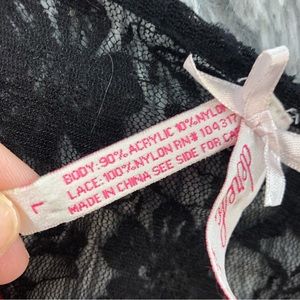 BODY: 90% ACRYLIC 10% NYLON
LACE: 100% NYLON RN# 104317
MADE IN CHINA SEE SIDE FOR CA
L